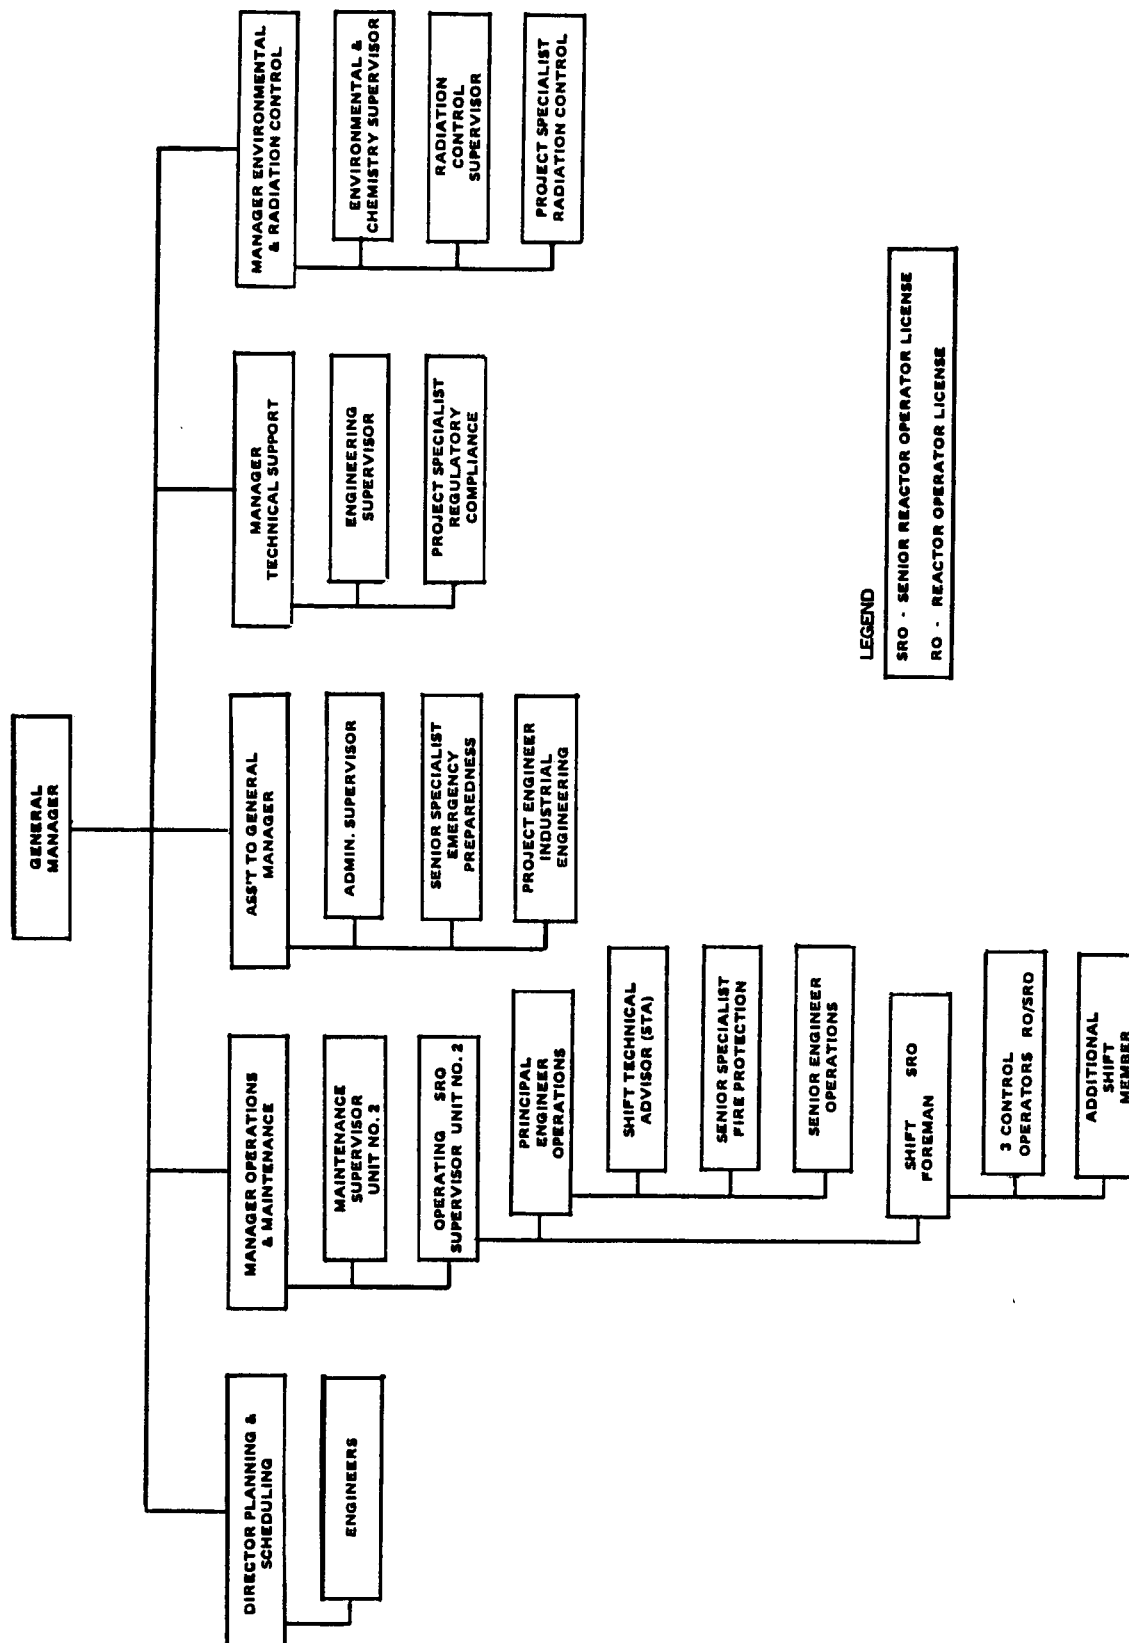 GENERAL
MANAGER
DIRECTOR PLANNING &
SCHEDULING
ENGINEERS
MANAGER OPERATIONS
& MAINTENANCE
MAINTENANCE
SUPERVISOR
UNIT NO. 2
OPERATING SRO
SUPERVISOR UNIT NO. 2
PRINCIPAL
ENGINEER
OPERATIONS
SHIFT TECHNICAL
ADVISOR (STA)
SENIOR SPECIALIST
FIRE PROTECTION
SENIOR ENGINEER
OPERATIONS
SHIFT SRO
FOREMAN
3 CONTROL
OPERATORS RO/SRO
ADDITIONAL
SHIFT
MEMBER
ASS'T TO GENERAL
MANAGER
ADMIN. SUPERVISOR
SENIOR SPECIALIST
EMERGENCY
PREPAREDNESS
PROJECT ENGINEER
INDUSTRIAL
ENGINEERING
MANAGER
TECHNICAL SUPPORT
ENGINEERING
SUPERVISOR
PROJECT SPECIALIST
REGULATORY
COMPLIANCE
MANAGER ENVIRONMENTAL
& RADIATION CONTROL
ENVIRONMENTAL &
CHEMISTRY SUPERVISOR
RADIATION
CONTROL
SUPERVISOR
PROJECT SPECIALIST
RADIATION CONTROL
LEGEND
SRO - SENIOR REACTOR OPERATOR LICENSE
RO - REACTOR OPERATOR LICENSE